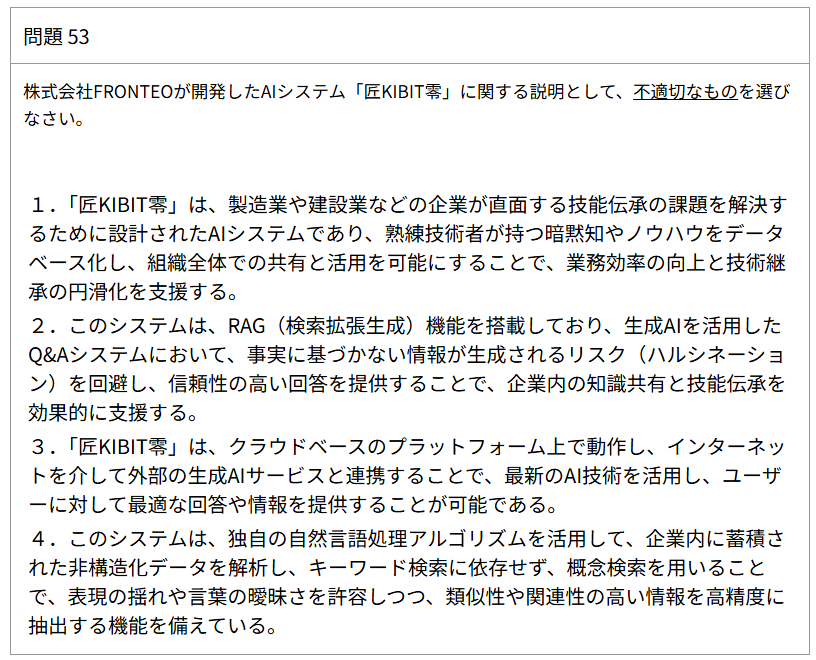 問題 53
株式会社FRONTEOが開発したAIシステム「匠KIBIT零」に関する説明として、不適切なものを選び
なさい。
１．「匠KIBIT零」は、製造業や建設業などの企業が直面する技能伝承の課題を解決す
るために設計されたAIシステムであり、熟練技術者が持つ暗黙知やノウハウをデータ
ベース化し、組織全体での共有と活用を可能にすることで、業務効率の向上と技術継
承の円滑化を支援する。
２．このシステムは、RAG（検索拡張生成）機能を搭載しており、生成AIを活用した
Q&Aシステムにおいて、事実に基づかない情報が生成されるリスク（ハルシネーショ
ン）を回避し、信頼性の高い回答を提供することで、企業内の知識共有と技能伝承を
効果的に支援する。
３．「匠KIBIT零」は、クラウドベースのプラットフォーム上で動作し、インターネッ
トを介して外部の生成AIサービスと連携することで、最新のAI技術を活用し、ユーザ
ーに対して最適な回答や情報を提供することが可能である。
４．このシステムは、独自の自然言語処理アルゴリズムを活用して、企業内に蓄積さ
れた非構造化データを解析し、キーワード検索に依存せず、概念検索を用いること
で、表現の揺れや言葉の曖昧さを許容しつつ、類似性や関連性の高い情報を高精度に
抽出する機能を備えている。